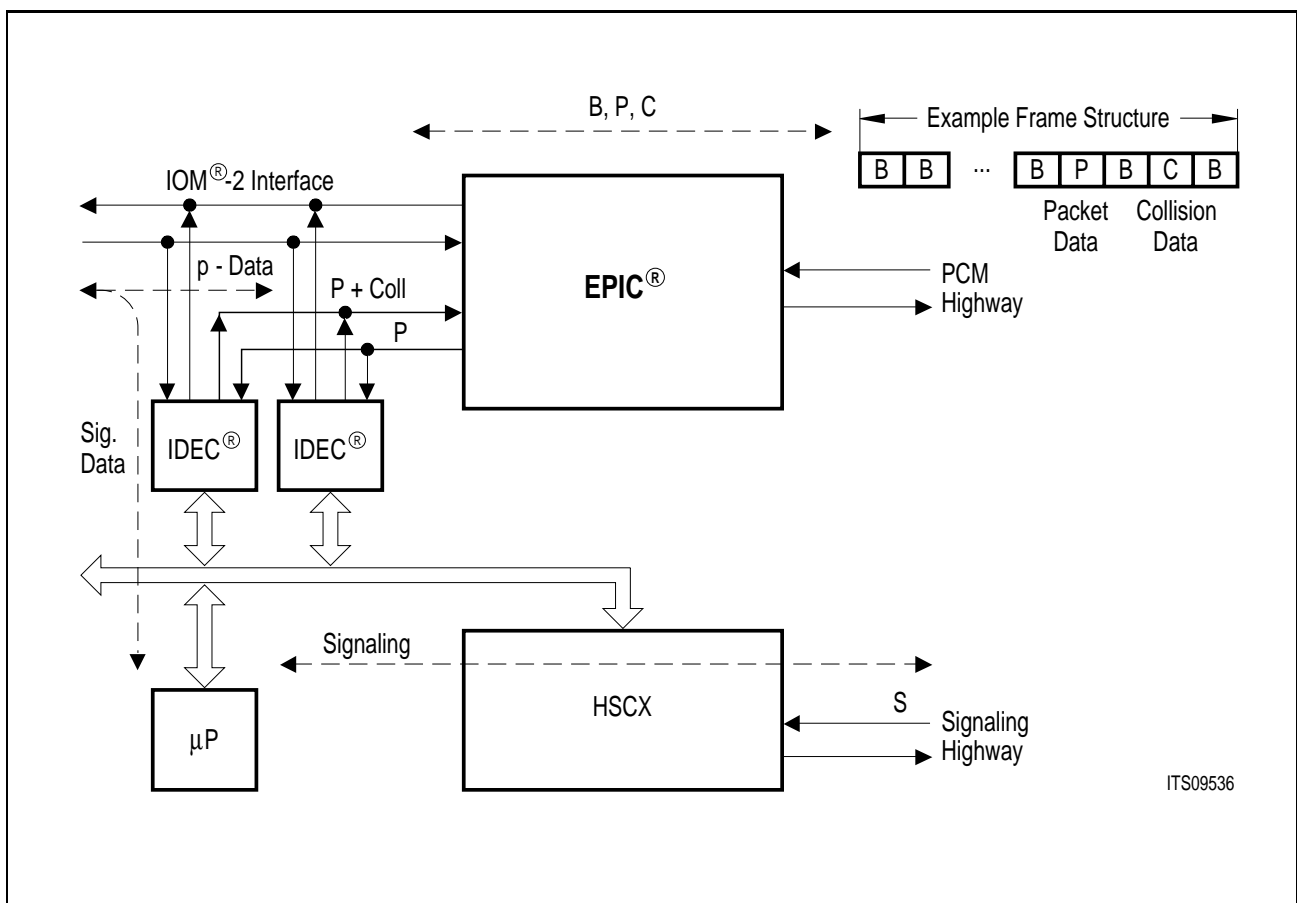 B, P, C
Example Frame Structure
B B ... B P B C B
Packet Data
Collision Data
IOM®-2 Interface
p - Data
P + Coll
P
EPIC®
PCM
Highway
Sig.
Data
IDEC®
IDEC®
Signaling
HSCX
S
Signaling
Highway
μP
ITS09536